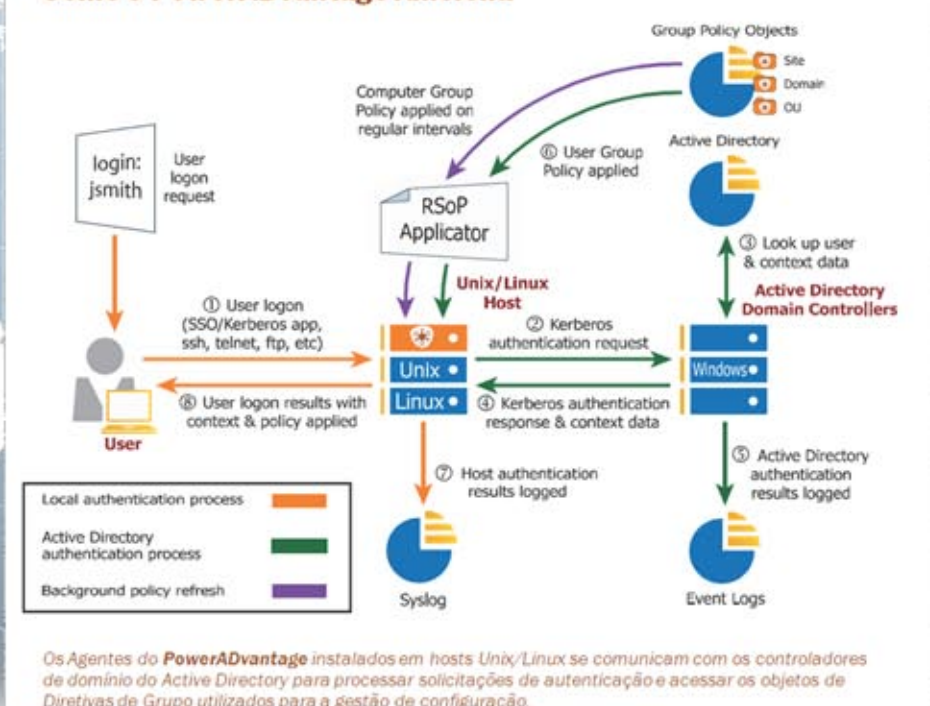 Group Policy Objects
Site
Domain
OU
Computer Group
Policy applied on
regular intervals
⑥ User Group
Policy applied
Active Directory
login:
jsmith
User
logon
request
RSoP
Applicator
③ Look up user
& context data
Unix/Linux
Host
Active Directory
Domain Controllers
① User logon
(SSO/Kerberos app,
ssh, telnet, ftp, etc)
② Kerberos
authentication request
Unix
Linux
Windows
⑧ User logon results with
context & policy applied
④ Kerberos authentication
response & context data
User
⑤ Active Directory
authentication
results logged
⑦ Host authentication
results logged
Local authentication process
Active Directory
authentication process
Background policy refresh
Syslog
Event Logs
Os Agentes do PowerADvantage instalados em hosts Unix/Linux se comunicam com os controladores
de domínio do Active Directory para processar solicitações de autenticação e acessar os objetos de
Diretivas de Grupo utilizados para a gestão de configuração.